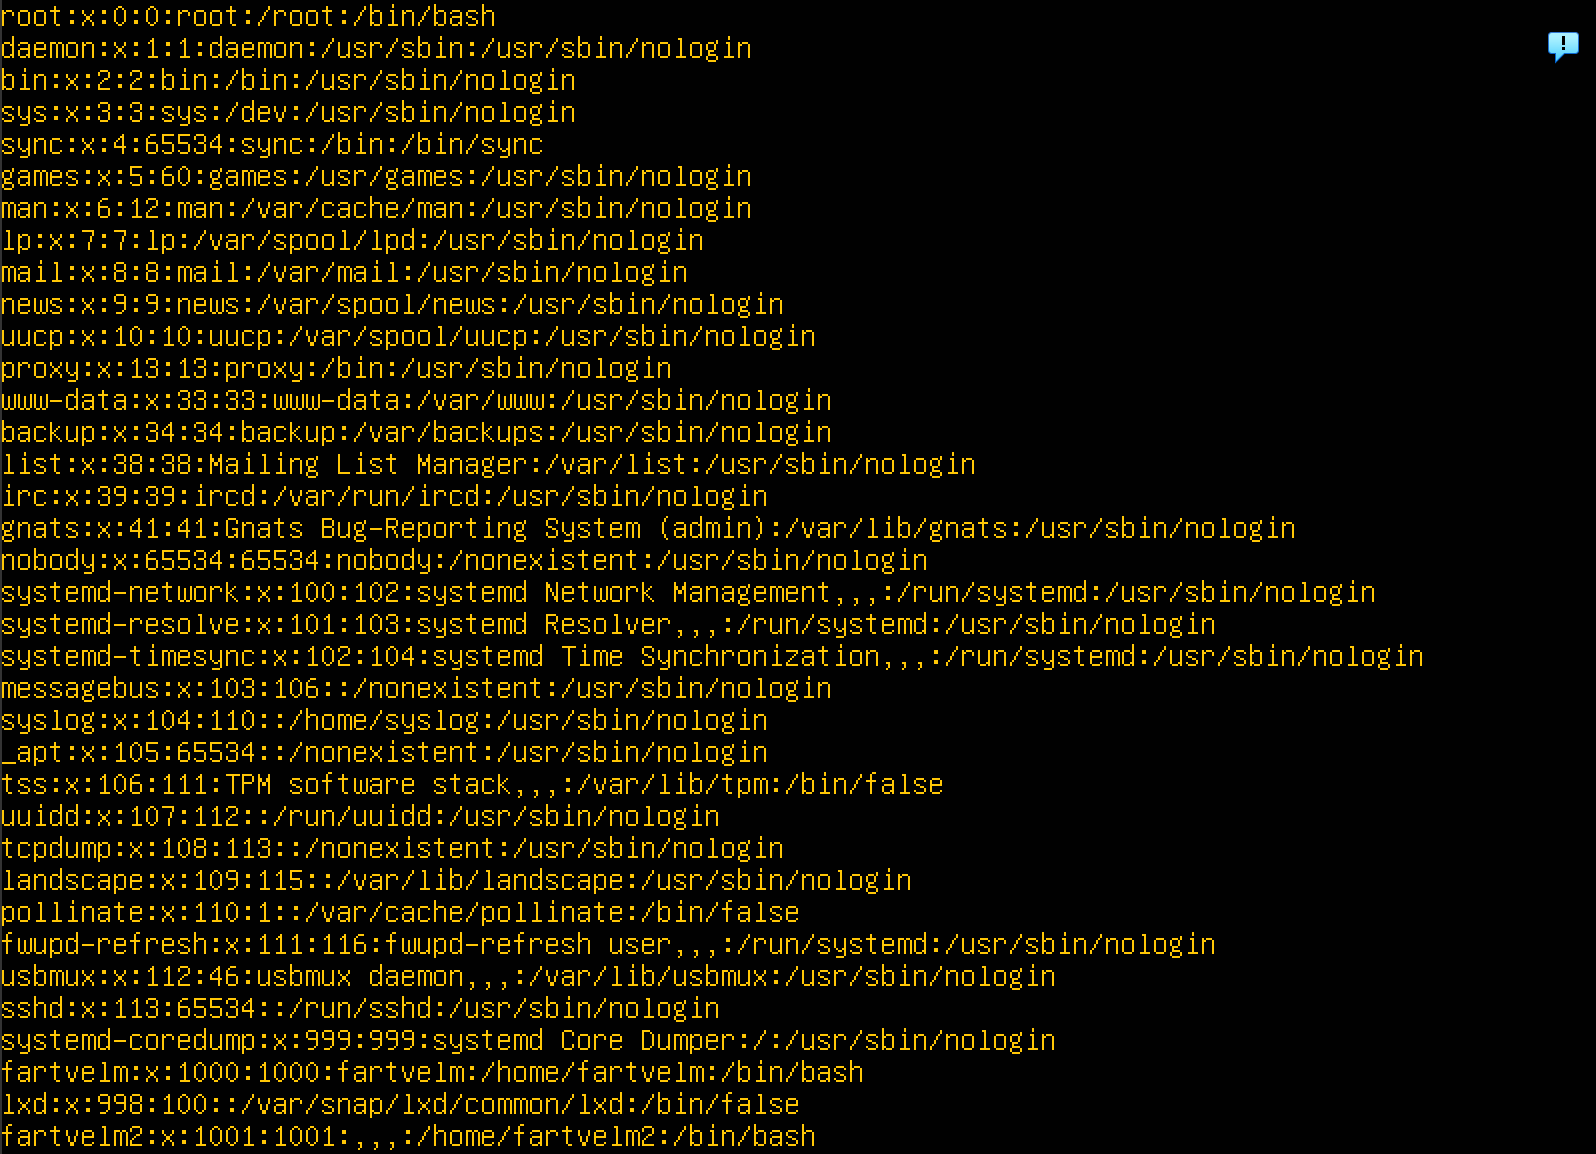 root:x:0:0:root:/root:/bin/bash
daemon:x:1:1:daemon:/usr/sbin:/usr/sbin/nologin
bin:x:2:2:bin:/bin:/usr/sbin/nologin
sys:x:3:3:sys:/dev:/usr/sbin/nologin
sync:x:4:65534:sync:/bin:/bin/sync
games:x:5:60:games:/usr/games:/usr/sbin/nologin
man:x:6:12:man:/var/cache/man:/usr/sbin/nologin
lp:x:7:7:lp:/var/spool/lpd:/usr/sbin/nologin
mail:x:8:8:mail:/var/mail:/usr/sbin/nologin
news:x:9:9:news:/var/spool/news:/usr/sbin/nologin
uucp:x:10:10:uucp:/var/spool/uucp:/usr/sbin/nologin
proxy:x:13:13:proxy:/bin:/usr/sbin/nologin
www-data:x:33:33:www-data:/var/www:/usr/sbin/nologin
backup:x:34:34:backup:/var/backups:/usr/sbin/nologin
list:x:38:38:Mailing List Manager:/var/list:/usr/sbin/nologin
irc:x:39:39:ircd:/var/run/ircd:/usr/sbin/nologin
gnats:x:41:41:Gnats Bug-Reporting System (admin):/var/lib/gnats:/usr/sbin/nologin
nobody:x:65534:65534:nobody:/nonexistent:/usr/sbin/nologin
systemd-network:x:100:102:systemd Network Management,,,:/run/systemd:/usr/sbin/nologin
systemd-resolve:x:101:103:systemd Resolver,,,:/run/systemd:/usr/sbin/nologin
systemd-timesync:x:102:104:systemd Time Synchronization,,,:/run/systemd:/usr/sbin/nologin
messagebus:x:103:106::/nonexistent:/usr/sbin/nologin
syslog:x:104:110::/home/syslog:/usr/sbin/nologin
_apt:x:105:65534::/nonexistent:/usr/sbin/nologin
tss:x:106:111:TPM software stack,,,:/var/lib/tpm:/bin/false
uuidd:x:107:112::/run/uuidd:/usr/sbin/nologin
tcpdump:x:108:113::/nonexistent:/usr/sbin/nologin
landscape:x:109:115::/var/lib/landscape:/usr/sbin/nologin
pollinate:x:110:1::/var/cache/pollinate:/bin/false
fwupd-refresh:x:111:116:fwupd-refresh user,,,:/run/systemd:/usr/sbin/nologin
usbmux:x:112:46:usbmux daemon,,,:/var/lib/usbmux:/usr/sbin/nologin
sshd:x:113:65534::/run/sshd:/usr/sbin/nologin
systemd-coredump:x:999:999:systemd Core Dumper:/:/usr/sbin/nologin
fartvelm:x:1000:1000:fartvelm:/home/fartvelm:/bin/bash
lxd:x:998:100::/var/snap/lxd/common/lxd:/bin/false
fartvelm2:x:1001:1001:,,,:/home/fartvelm2:/bin/bash